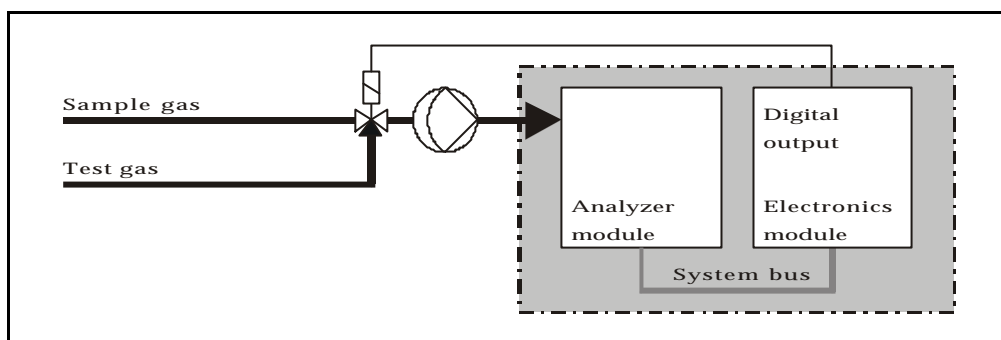 Sample gas
Test gas
Digital
output
Analyzer
module
Electronics
module
System bus